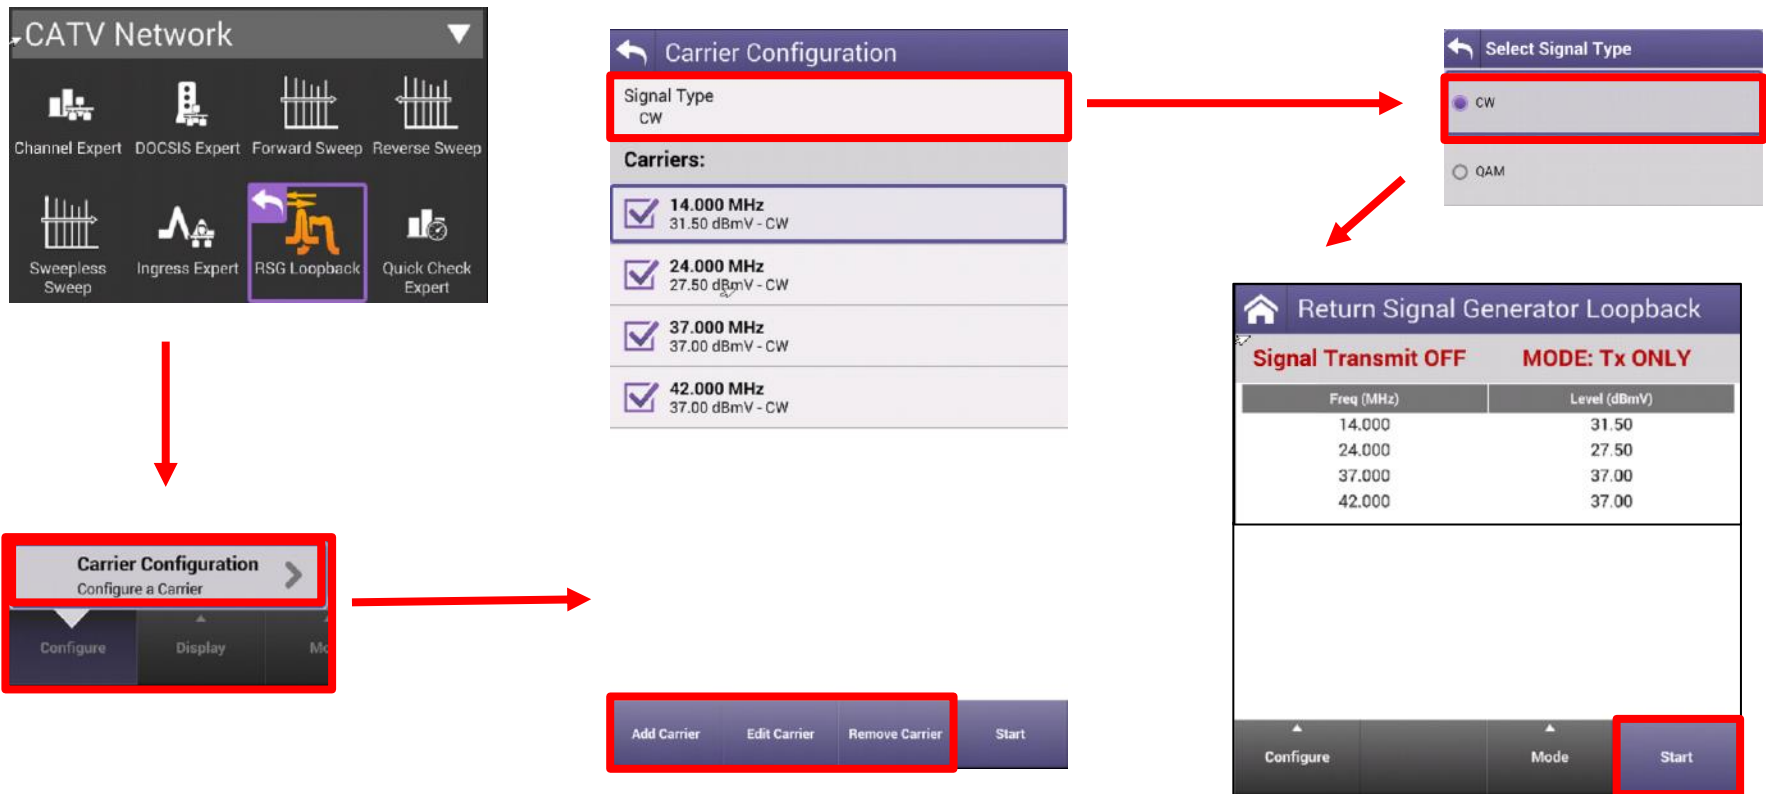 CATV Network
Channel Expert
DOCSIS Expert
Forward Sweep
Reverse Sweep
Sweepless
Sweep
Ingress Expert
RSG Loopback
Quick Check
Expert
Carrier Configuration
Configure a Carrier
Configure
Display
Carrier Configuration
Signal Type
CW
Carriers:
14.000 MHz
31.50 dBmV - CW
24.000 MHz
27.50 dBmV - CW
37.000 MHz
37.00 dBmV - CW
42.000 MHz
37.00 dBmV - CW
Add Carrier
Edit Carrier
Remove Carrier
Start
Select Signal Type
CW
QAM
Return Signal Generator Loopback
Signal Transmit OFF MODE: Tx ONLY
Freq (MHz) Level (dBmV)
14.000 31.50
24.000 27.50
37.000 37.00
42.000 37.00
Configure
Mode
Start